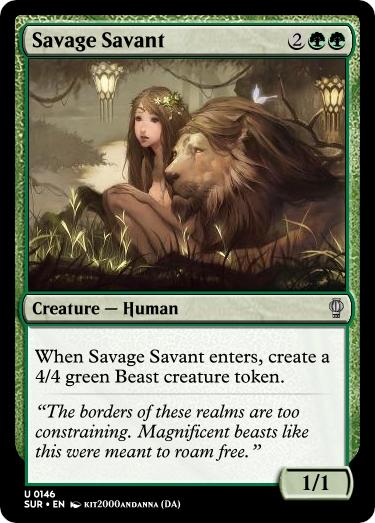 Savage Savant 2
Creature — Human
When Savage Savant enters, create a
4/4 green Beast creature token.
“The borders of these realms are too
constraining. Magnificent beasts like
this were meant to roam free.”
1/1
U 0146
SUR • EN KIT2000ANDANNA (DA)